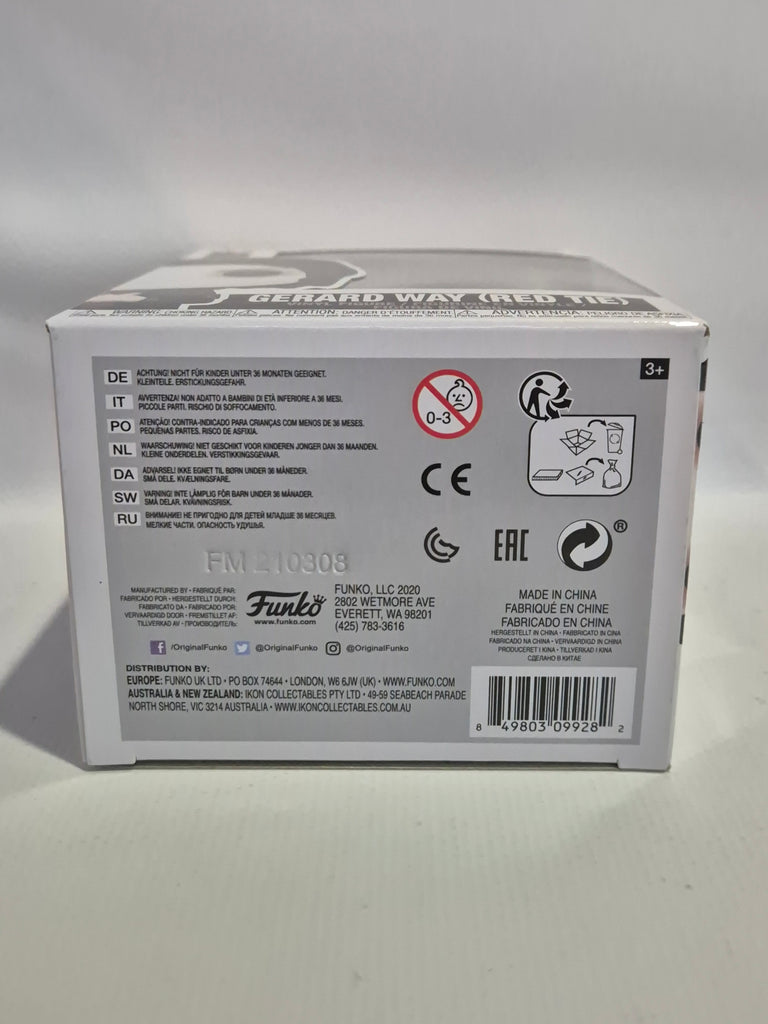 GERARD WAY (RED TIE)
WARNING: CHOKING HAZARD
ATTENTION: DANGER D'ÉTOUFFEMENT
ADVERTENCIA: PELIGRO DE ASFIXIA
3+
DE ACHTUNG! NICHT FÜR KINDER UNTER 36 MONATEN GEEIGNET.
KLEINTEILE. ERSTICKUNGSGEFAHR.
IT AVVERTENZA! NON ADATTO A BAMBINI DI ETÀ INFERIORE A 36 MESI.
PICCOLE PARTI. RISCHIO DI SOFFOCAMENTO.
PO ATENÇÃO! CONTRA-INDICADO PARA CRIANÇAS COM MENOS DE 36 MESES.
PEQUENAS PARTES. RISCO DE ASFIXIA.
NL WAARSCHUWING! NIET GESCHIKT VOOR KINDEREN JONGER DAN 36 MAANDEN.
KLEINE ONDERDELEN. VERSTIKKINGSGEVAAR.
DA ADVARSEL! IKKE EGNET TIL BØRN UNDER 36 MÅNEDER.
SMÅ DELE. KVÆLNINGSFARE.
SW VARNING! INTE LÄMPLIG FÖR BARN UNDER 36 MÅNADER.
SMÅ DELAR. KVÄVNINGSRISK.
RU ВНИМАНИЕ! НЕ ПРИГОДНО ДЛЯ ДЕТЕЙ МЛАДШЕ 36 МЕСЯЦЕВ.
МЕЛКИЕ ЧАСТИ. ОПАСНОСТЬ УДУШЬЯ.
0-3
CE
EAC
®
FM 210308
MANUFACTURED BY • FABRIQUÉ PAR:
FABRICADO POR • HERGESTELLT DURCH:
FABBRICATO DA • FABRICADO POR:
VERVAARDIGD DOOR • FREMSTILLET AF:
TILLVERKAD AV • ПРОИЗВОДИТЕЛЬ:
Funko
www.funko.com
FUNKO, LLC 2020
2802 WETMORE AVE
EVERETT, WA 98201
(425) 783-3616
/OriginalFunko @OriginalFunko @OriginalFunko
MADE IN CHINA
FABRIQUÉ EN CHINE
FABRICADO EN CHINA
HERGESTELLT IN CHINA • FABBRICATO IN CINA
FABRICADO NA CHINA • VERVAARDIGD IN CHINA
PRODUCERET I KINA • TILLVERKAD I KINA
СДЕЛАНО В КИТАЕ
DISTRIBUTION BY:
EUROPE: FUNKO UK LTD • PO BOX 74644 • LONDON, W6 6JW (UK) • WWW.FUNKO.COM
AUSTRALIA & NEW ZEALAND: IKON COLLECTABLES PTY LTD • 49-59 SEABEACH PARADE
NORTH SHORE, VIC 3214 AUSTRALIA • WWW.IKONCOLLECTABLES.COM.AU
8 49803 09928 2